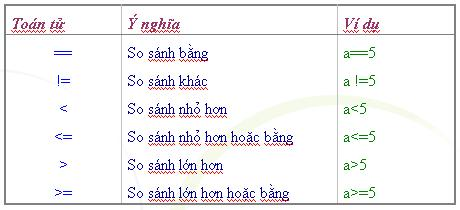 Toán tử Ý nghĩa Ví dụ
== So sánh bằng a==5
!= So sánh khác a !=5
< So sánh nhỏ hơn a<5
<= So sánh nhỏ hơn hoặc bằng a<=5
> So sánh lớn hơn a>5
>= So sánh lớn hơn hoặc bằng a>=5